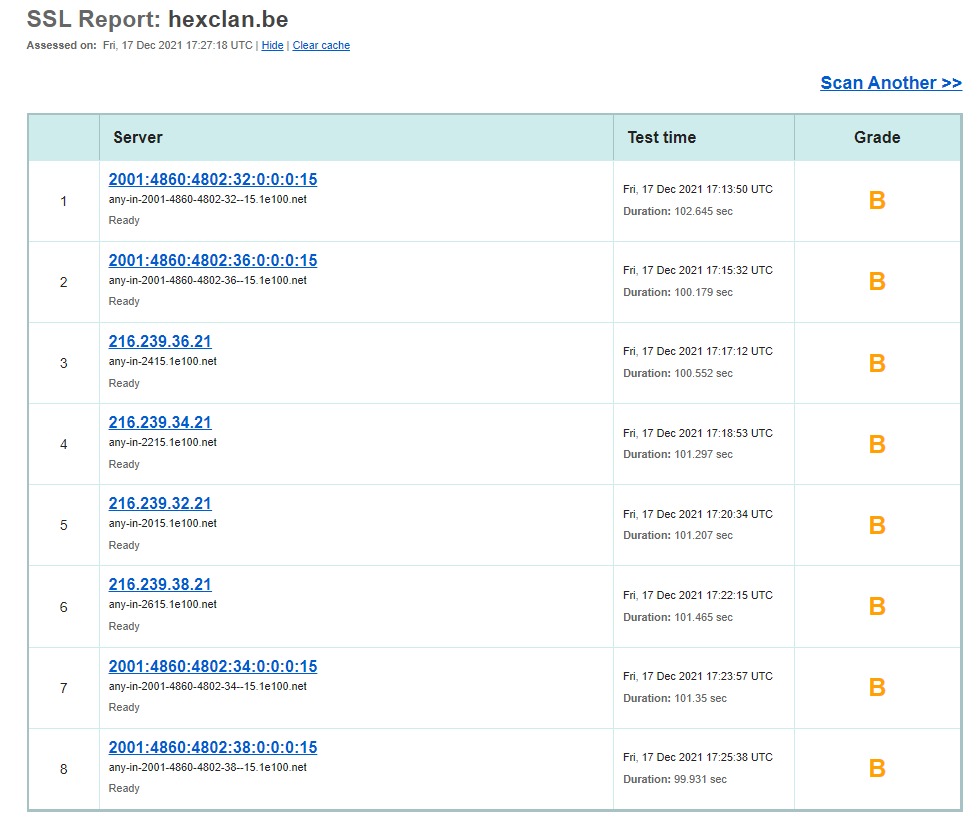 SSL Report: hexclan.be
Assessed on: Fri, 17 Dec 2021 17:27:18 UTC | Hide | Clear cache
Scan Another >>
Server Test time Grade
1
2001:4860:4802:32:0:0:0:15
any-in-2001-4860-4802-32--15.1e100.net
Ready
Fri, 17 Dec 2021 17:13:50 UTC
Duration: 102.645 sec
B
2
2001:4860:4802:36:0:0:0:15
any-in-2001-4860-4802-36--15.1e100.net
Ready
Fri, 17 Dec 2021 17:15:32 UTC
Duration: 100.179 sec
B
3
216.239.36.21
any-in-2415.1e100.net
Ready
Fri, 17 Dec 2021 17:17:12 UTC
Duration: 100.552 sec
B
4
216.239.34.21
any-in-2215.1e100.net
Ready
Fri, 17 Dec 2021 17:18:53 UTC
Duration: 101.297 sec
B
5
216.239.32.21
any-in-2015.1e100.net
Ready
Fri, 17 Dec 2021 17:20:34 UTC
Duration: 101.207 sec
B
6
216.239.38.21
any-in-2615.1e100.net
Ready
Fri, 17 Dec 2021 17:22:15 UTC
Duration: 101.465 sec
B
7
2001:4860:4802:34:0:0:0:15
any-in-2001-4860-4802-34--15.1e100.net
Ready
Fri, 17 Dec 2021 17:23:57 UTC
Duration: 101.35 sec
B
8
2001:4860:4802:38:0:0:0:15
any-in-2001-4860-4802-38--15.1e100.net
Ready
Fri, 17 Dec 2021 17:25:38 UTC
Duration: 99.931 sec
B